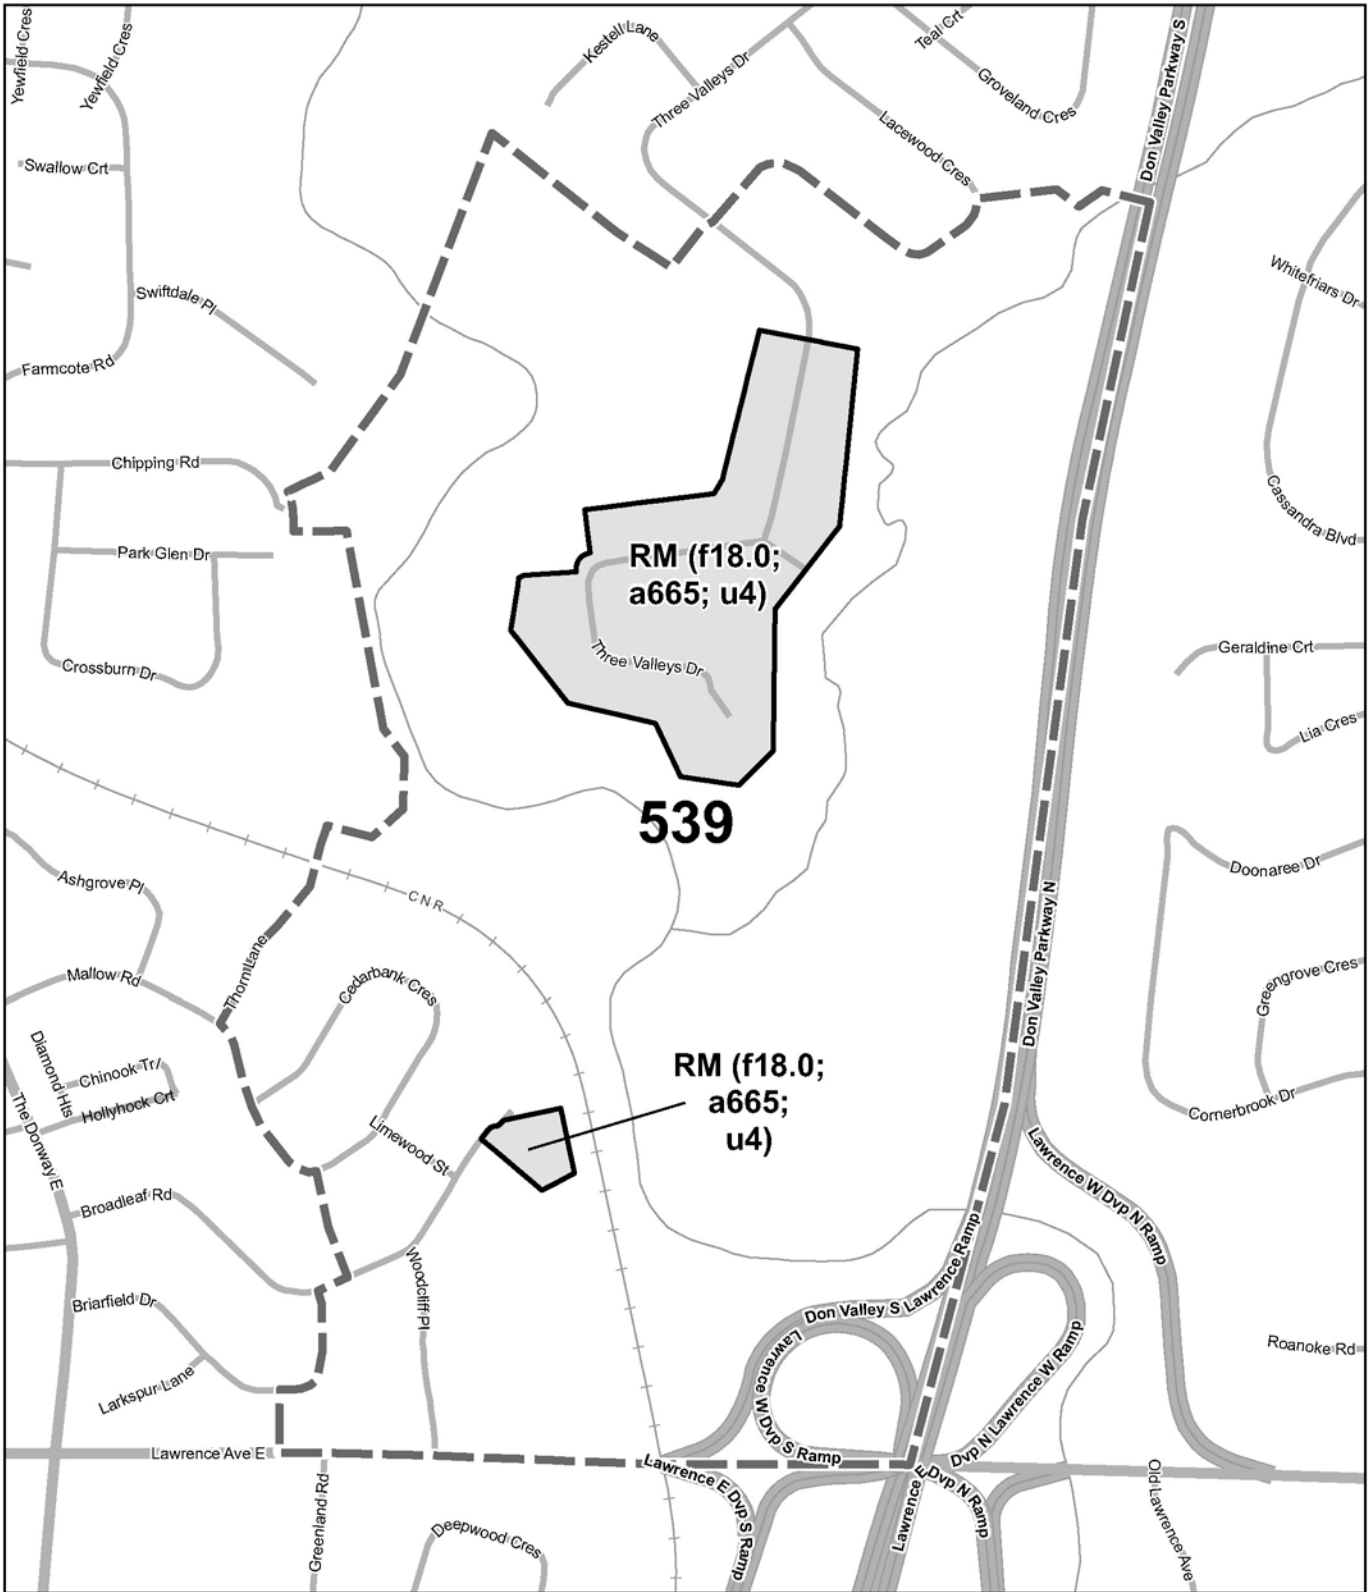 Yewfield Cres
Yewfield Cres
Kestell Lane
Three Valleys Dr
Teal Crt
Groveland Cres
Lacewood Cres
Don Valley Parkway S
Swallow Crt
Swiftdale Pl
Whitefriars Dr
Farmcote Rd
Chipping Rd
Cassandra Blvd
Park Glen Dr
RM (f18.0;
a665; u4)
Three Valleys Dr
Crossburn Dr
Geraldine Crt
Lia Cres
539
Doonaree Dr
Ashgrove Pl
CNR
Don Valley Parkway N
Thorn Lane
Mallow Rd
Cedarbank Cres
Greengrove Cres
Diamond Hts
Chinook Tr/
Hollyhock Crt
The Donway E
RM (f18.0;
a665;
u4)
Cornerbrook Dr
Limewood St
Lawrence W Dvp N Ramp
Broadleaf Rd
Woodcliff Pl
Briarfield Dr
Don Valley S Lawrence Ramp
Lawrence W Dvp S Ramp
Dvp N Lawrence W Ramp
Roanoke Rd
Larkspur Lane
Lawrence Ave E
Lawrence E Dvp S Ramp
Lawrence E Dvp N Ramp
Old Lawrence Ave
Greenland Rd
Deepwood Cres